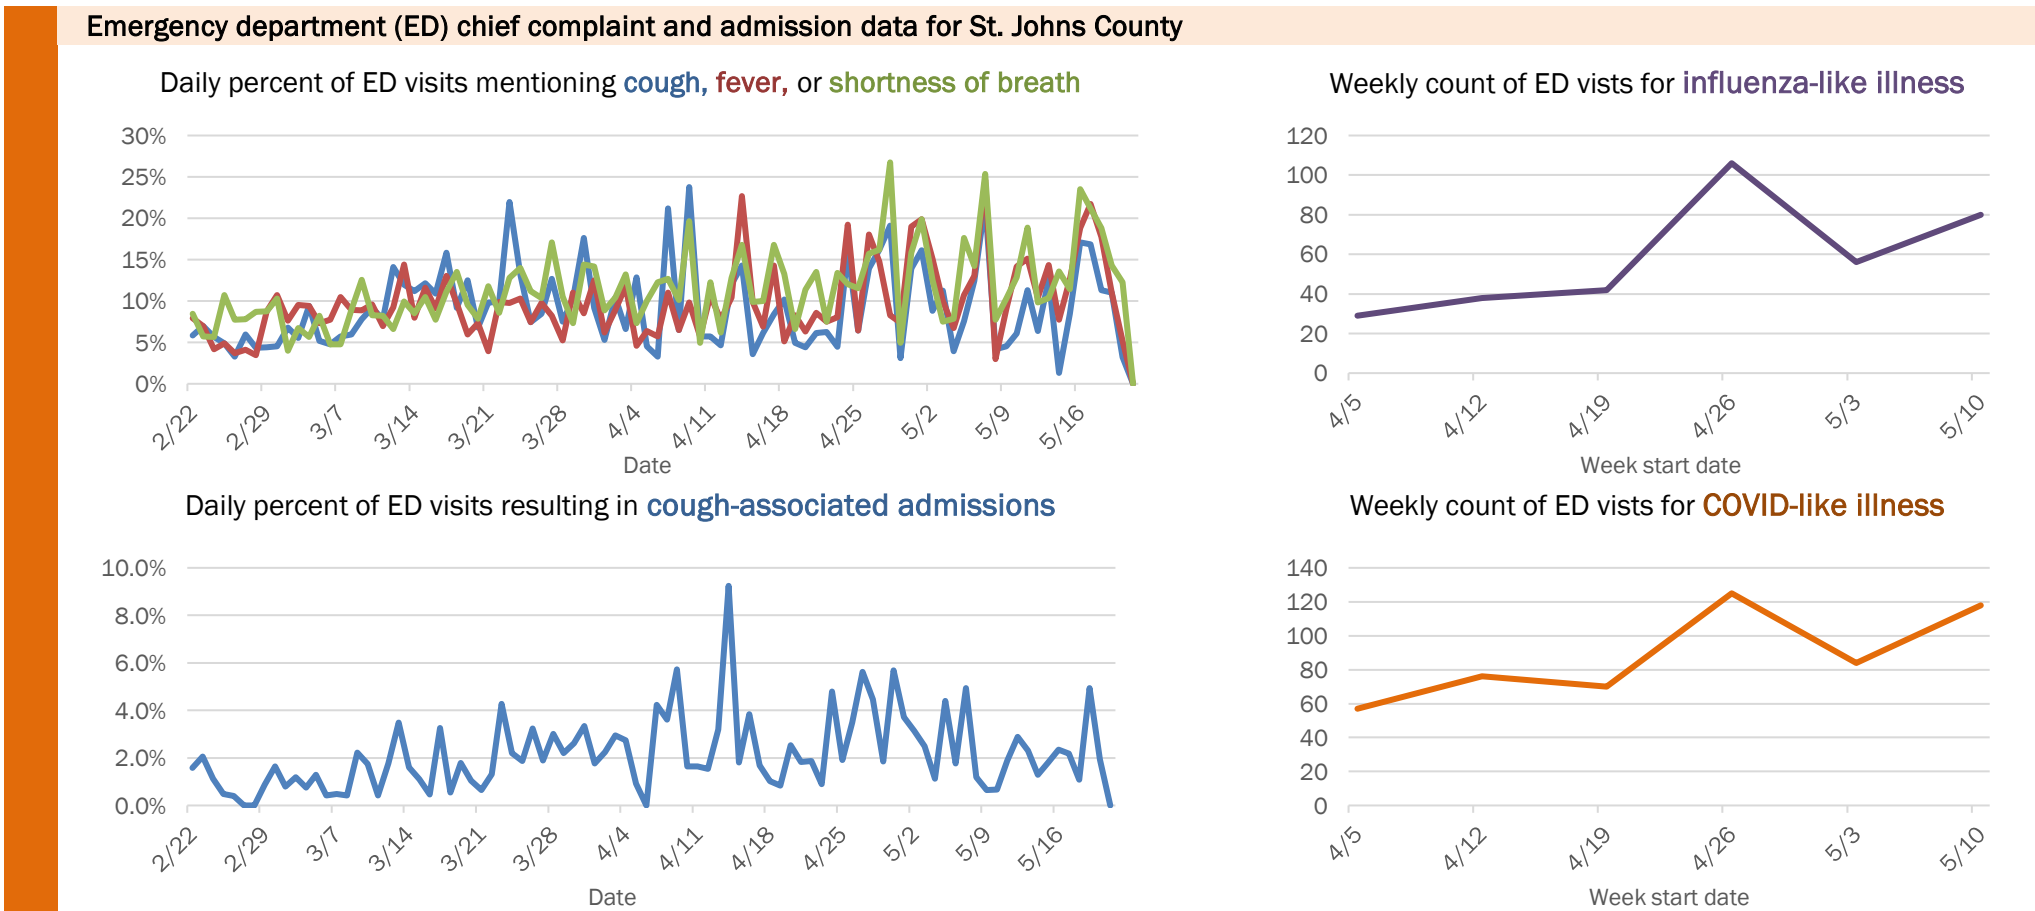 Emergency department (ED) chief complaint and admission data for St. Johns County
Daily percent of ED visits mentioning cough, fever, or shortness of breath
30%
25%
20%
15%
10%
5%
0%
2/22 2/29 3/7 3/14 3/21 3/28 4/4 4/11 4/18 4/25 5/2 5/9 5/16
Date
Weekly count of ED vists for influenza-like illness
120
100
80
60
40
20
0
4/5 4/12 4/19 4/26 5/3 5/10
Week start date
Daily percent of ED visits resulting in cough-associated admissions
10.0%
8.0%
6.0%
4.0%
2.0%
0.0%
2/22 2/29 3/7 3/14 3/21 3/28 4/4 4/11 4/18 4/25 5/2 5/9 5/16
Date
Weekly count of ED vists for COVID-like illness
140
120
100
80
60
40
20
0
4/5 4/12 4/19 4/26 5/3 5/10
Week start date